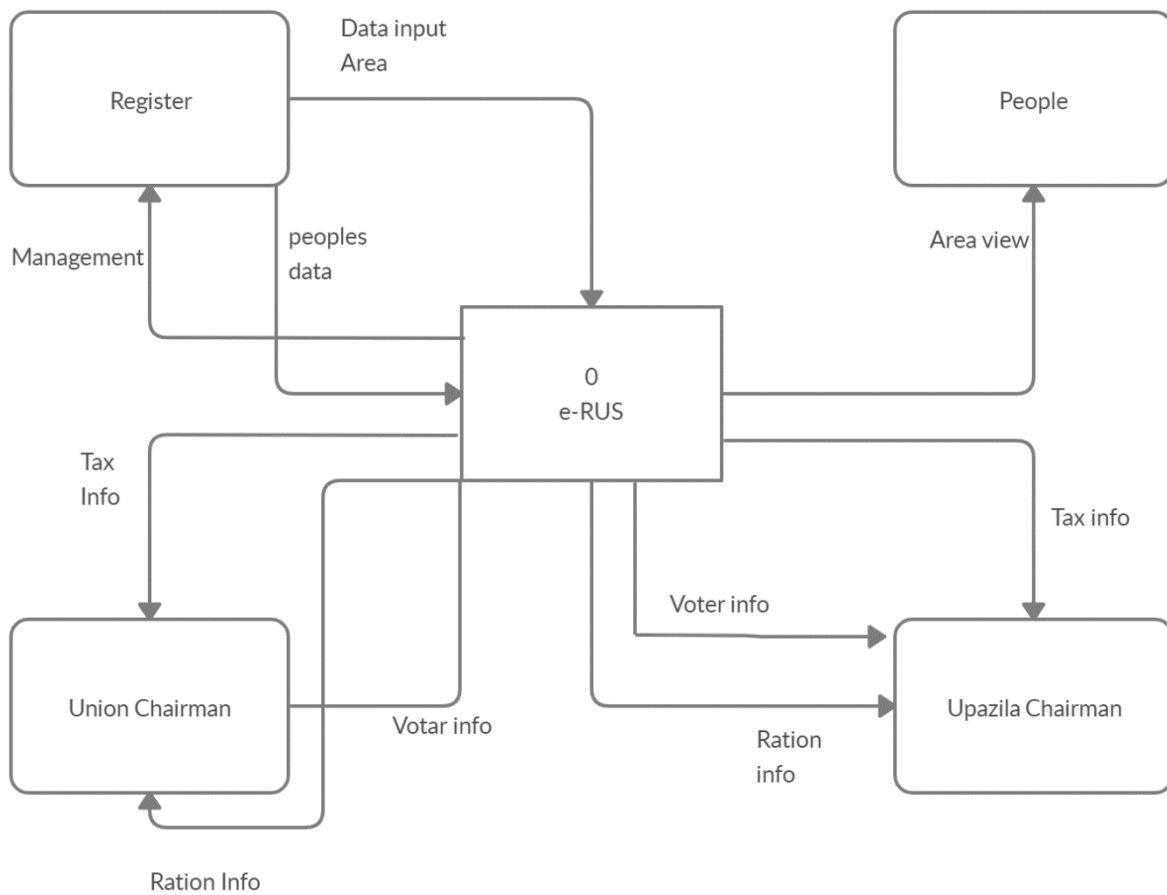 Data input
Area
Register
People
Management
peoples
data
Area view
0
e-RUS
Tax
Info
Tax info
Voter info
Union Chairman
Upazila Chairman
Votar info
Ration
info
Ration Info